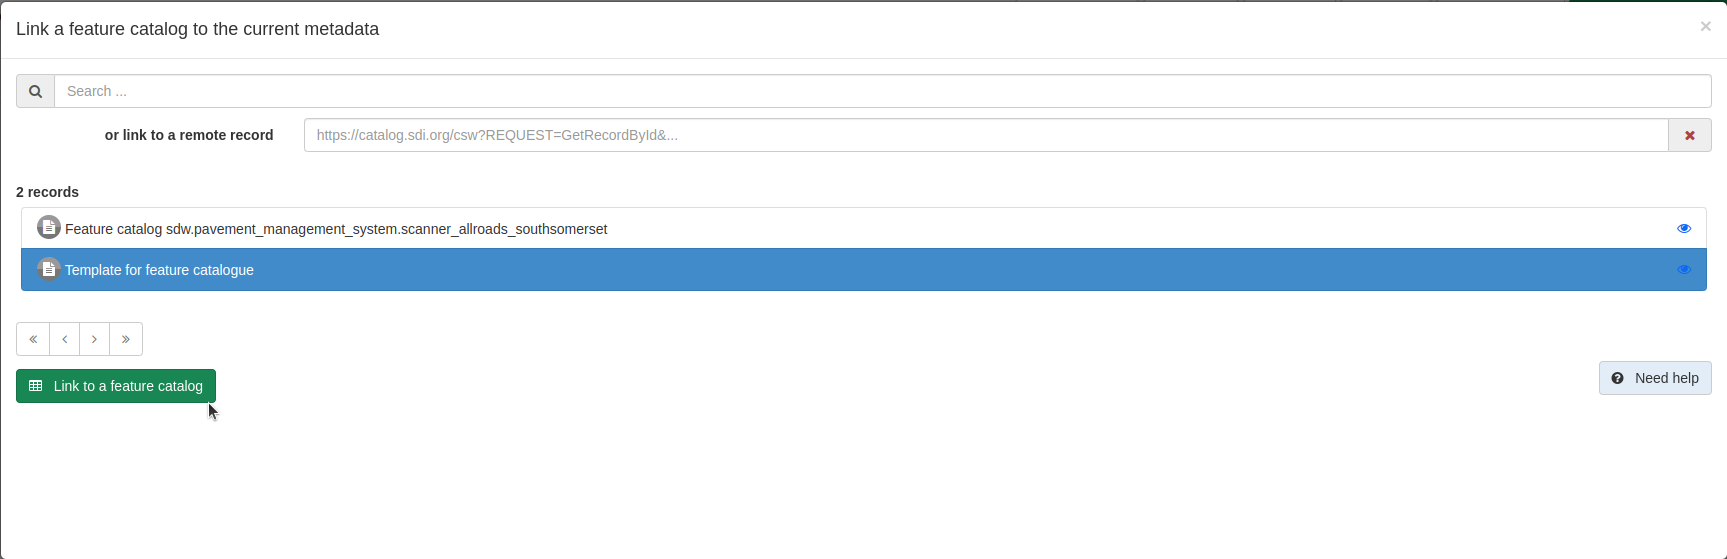 Link a feature catalog to the current metadata
×
Search ...
or link to a remote record
https://catalog.sdi.org/csw?REQUEST=GetRecordById&...
2 records
Feature catalog sdw.pavement_management_system.scanner_allroads_southsomerset
Template for feature catalogue
« ‹ › »
Link to a feature catalog
Need help